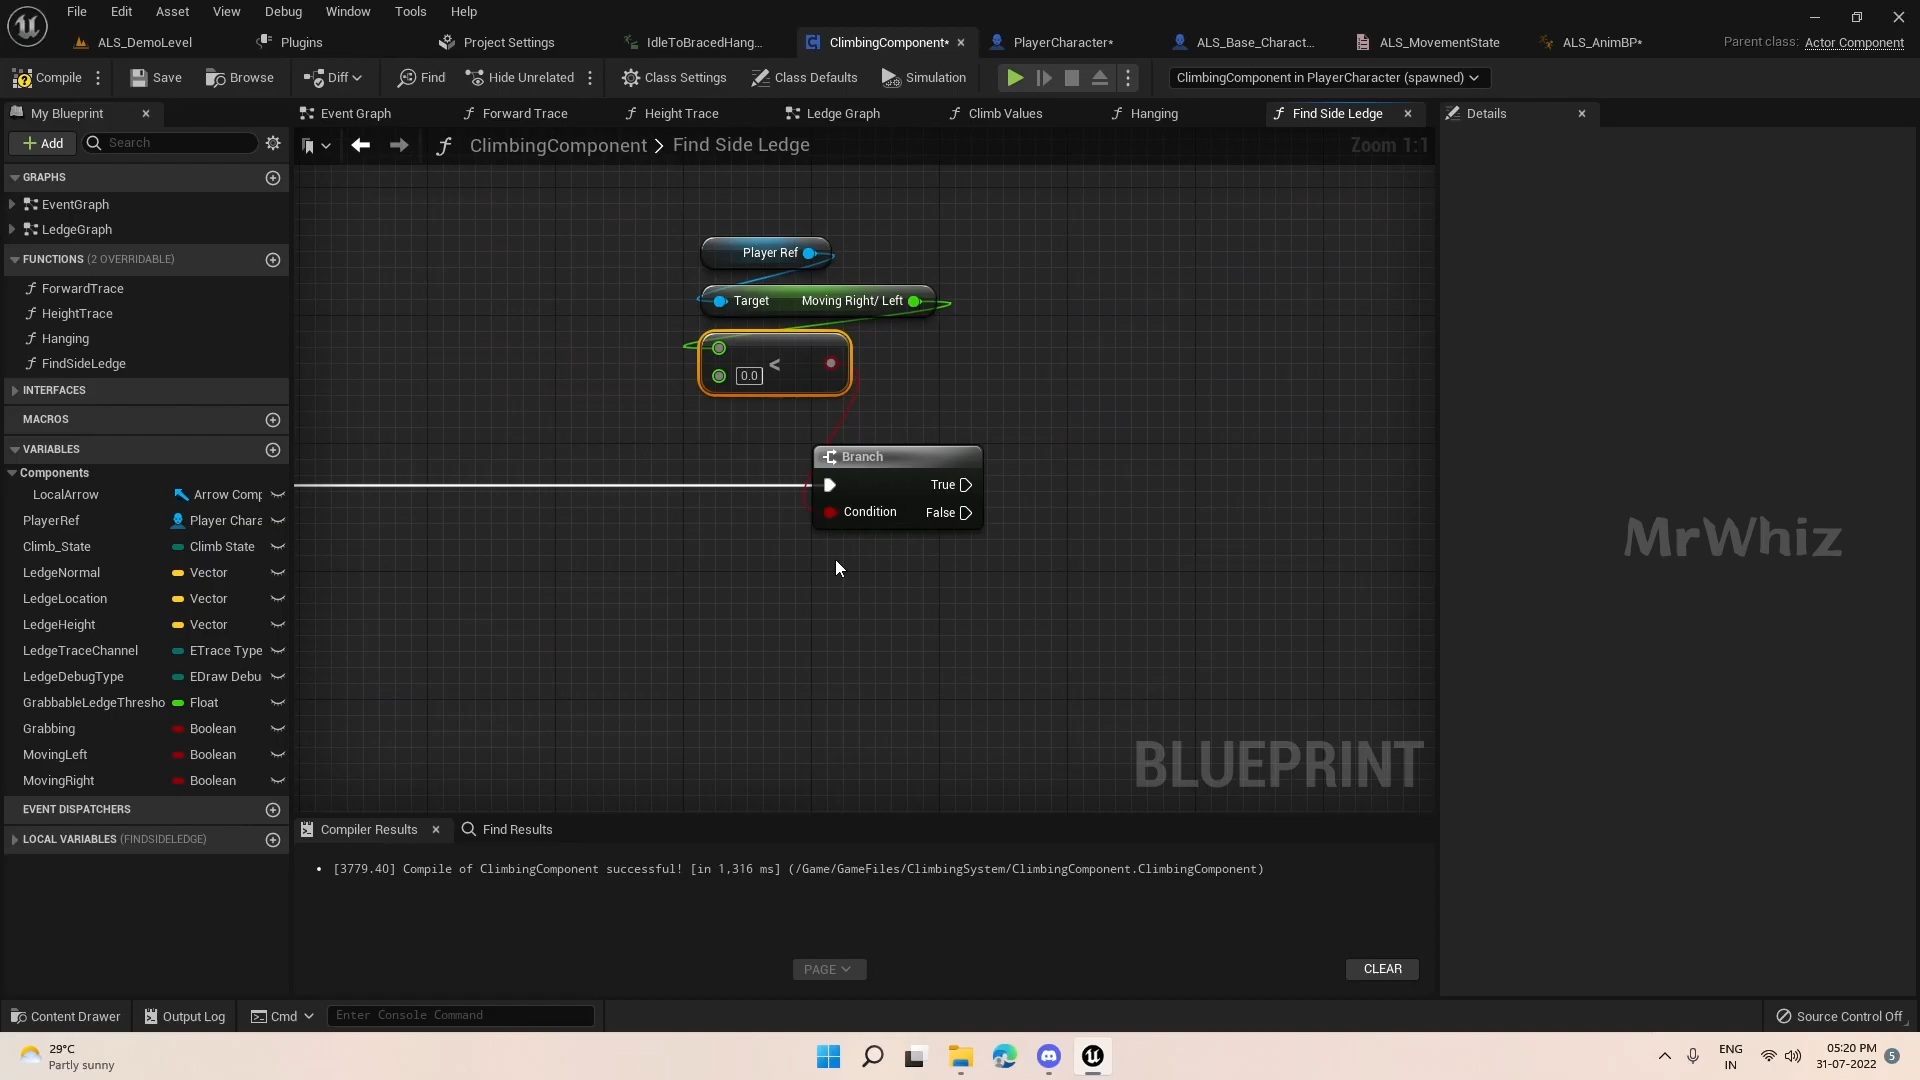 File Edit Asset View Debug Window Tools Help
ALS_DemoLevel Plugins Project Settings IdleToBracedHang... ClimbingComponent* PlayerCharacter* ALS_Base_Charact... ALS_MovementState ALS_AnimBP* Parent class: Actor Component
Compile Save Browse Diff Find Hide Unrelated Class Settings Class Defaults Simulation ClimbingComponent in PlayerCharacter (spawned)
My Blueprint Event Graph Forward Trace Height Trace Ledge Graph Climb Values Hanging Find Side Ledge Details
Add Search ClimbingComponent > Find Side Ledge Zoom 1:1
GRAPHS
EventGraph
LedgeGraph
FUNCTIONS (2 OVERRIDABLE)
ForwardTrace
HeightTrace
Hanging
FindSideLedge
INTERFACES
MACROS
VARIABLES
Components
LocalArrow Arrow Comp
PlayerRef Player Chara
Climb_State Climb State
LedgeNormal Vector
LedgeLocation Vector
LedgeHeight Vector
LedgeTraceChannel ETrace Type
LedgeDebugType EDraw Debu
GrabbableLedgeThresho Float
Grabbing Boolean
MovingLeft Boolean
MovingRight Boolean
EVENT DISPATCHERS
LOCAL VARIABLES (FINDSIDELEDGE)
Player Ref
Target Moving Right/ Left
0.0 <
Branch
True
Condition False
MrWhiz
BLUEPRINT
Compiler Results Find Results
[3779.40] Compile of ClimbingComponent successful! [in 1,316 ms] (/Game/GameFiles/ClimbingSystem/ClimbingComponent.ClimbingComponent)
PAGE CLEAR
Content Drawer Output Log Cmd Enter Console Command Source Control Off
29°C
Partly sunny
ENG
IN
05:20 PM
31-07-2022
5